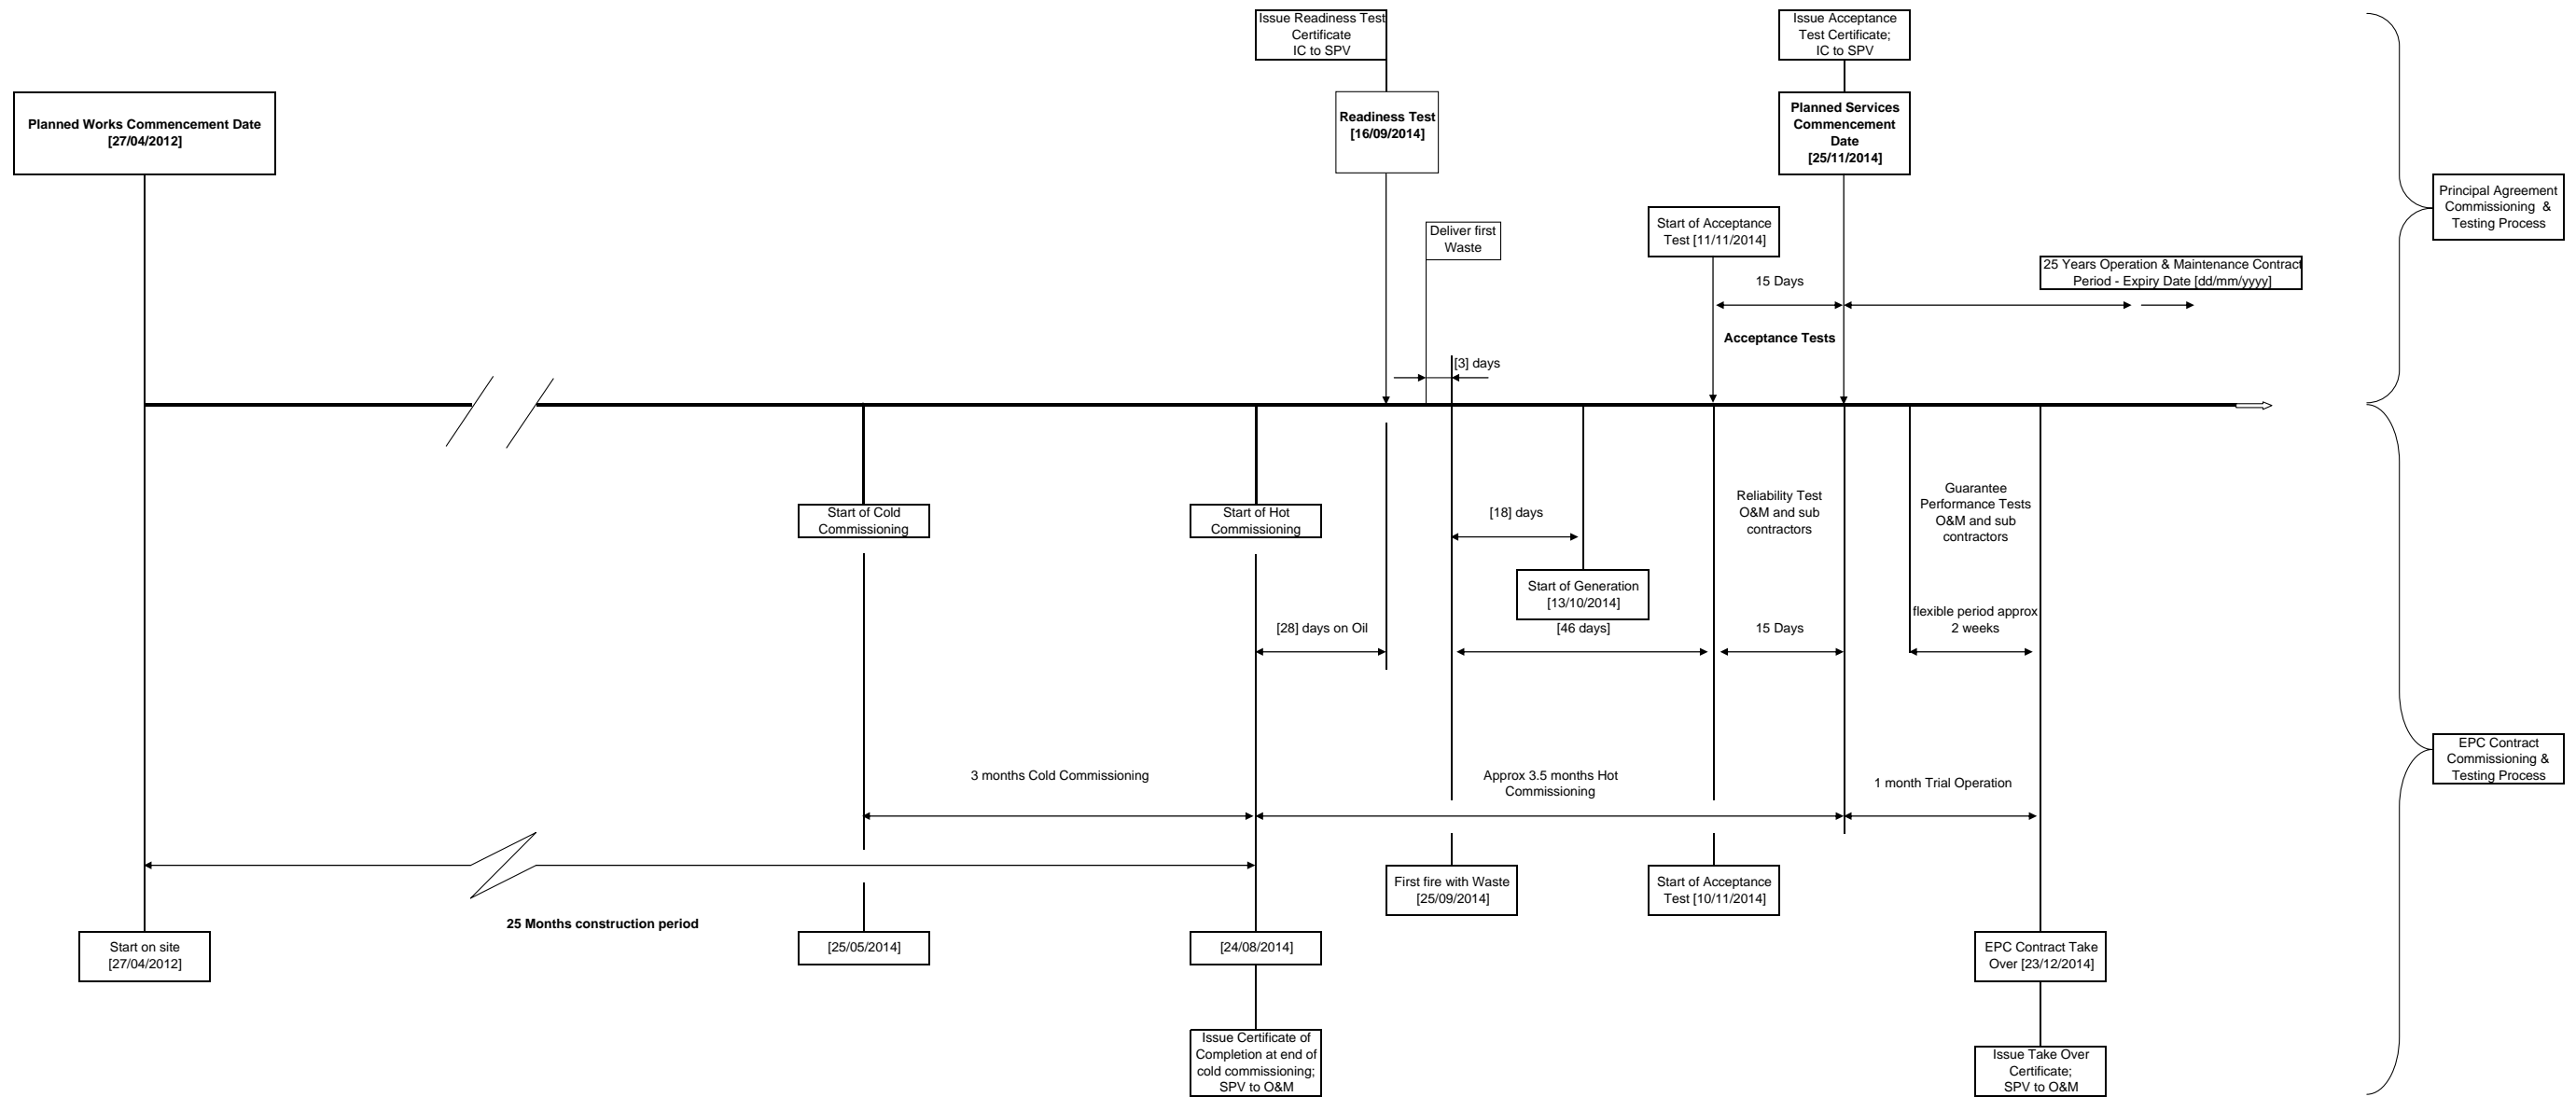 Issue Readiness Test
Certificate
IC to SPV
Issue Acceptance
Test Certificate;
IC to SPV
Planned Works Commencement Date
[27/04/2012]
Readiness Test
[16/09/2014]
Planned Services
Commencement
Date
[25/11/2014]
Principal Agreement
Commissioning &
Testing Process
Deliver first
Waste
Start of Acceptance
Test [11/11/2014]
25 Years Operation & Maintenance Contract
Period - Expiry Date [dd/mm/yyyy]
15 Days
Acceptance Tests
[3] days
Start of Cold
Commissioning
Start of Hot
Commissioning
[18] days
Reliability Test
O&M and sub
contractors
Guarantee
Performance Tests
O&M and sub
contractors
Start of Generation
[13/10/2014]
[28] days on Oil
[46 days]
15 Days
flexible period approx
2 weeks
3 months Cold Commissioning
Approx 3.5 months Hot
Commissioning
1 month Trial Operation
EPC Contract
Commissioning &
Testing Process
First fire with Waste
[25/09/2014]
Start of Acceptance
Test [10/11/2014]
25 Months construction period
Start on site
[27/04/2012]
[25/05/2014]
[24/08/2014]
EPC Contract Take
Over [23/12/2014]
Issue Certificate of
Completion at end of
cold commissioning;
SPV to O&M
Issue Take Over
Certificate;
SPV to O&M